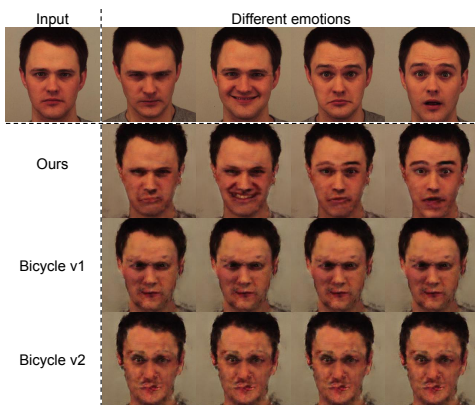 Input
Different emotions
Ours
Bicycle v1
Bicycle v2